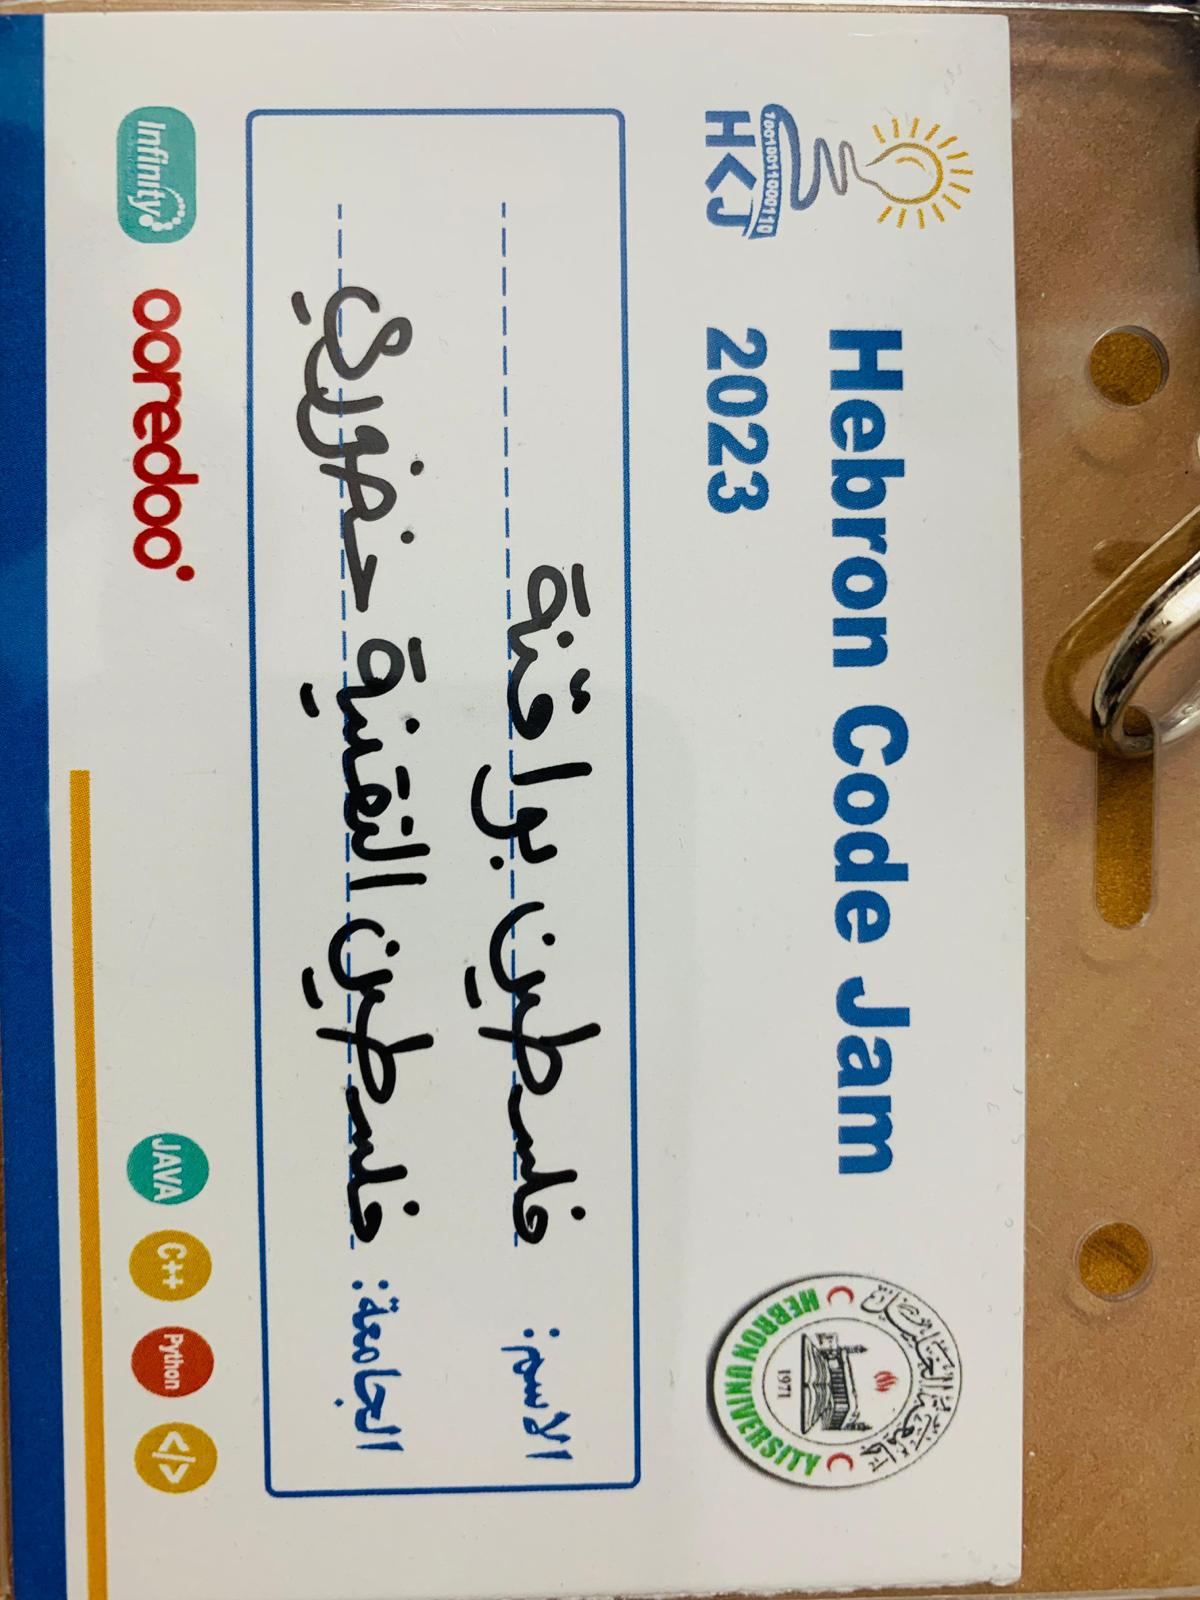 Hebron Code Jam
2023
10010011000110
HCJ
جامعة الخليل
1971
HEBRON UNIVERSITY
الاسم: فلسطين بواقنة
الجامعة: فلسطين التقنية خضوري
Infinity
ooredoo
JAVA
C++
Python
</>